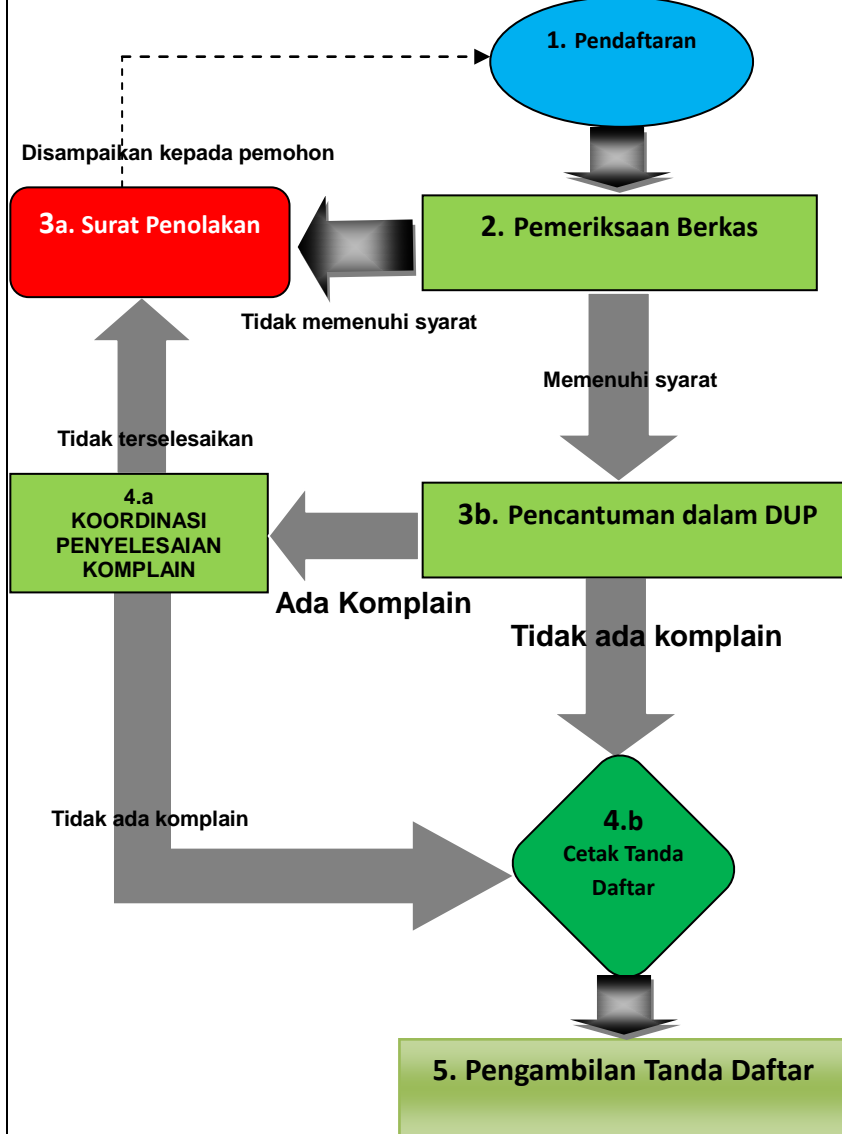 1. Pendaftaran
Disampaikan kepada pemohon
3a. Surat Penolakan
2. Pemeriksaan Berkas
Tidak memenuhi syarat
Memenuhi syarat
Tidak terselesaikan
4.a
KOORDINASI
PENYELESAIAN
KOMPLAIN
3b. Pencantuman dalam DUP
Ada Komplain
Tidak ada komplain
Tidak ada komplain
4.b
Cetak Tanda
Daftar
5. Pengambilan Tanda Daftar